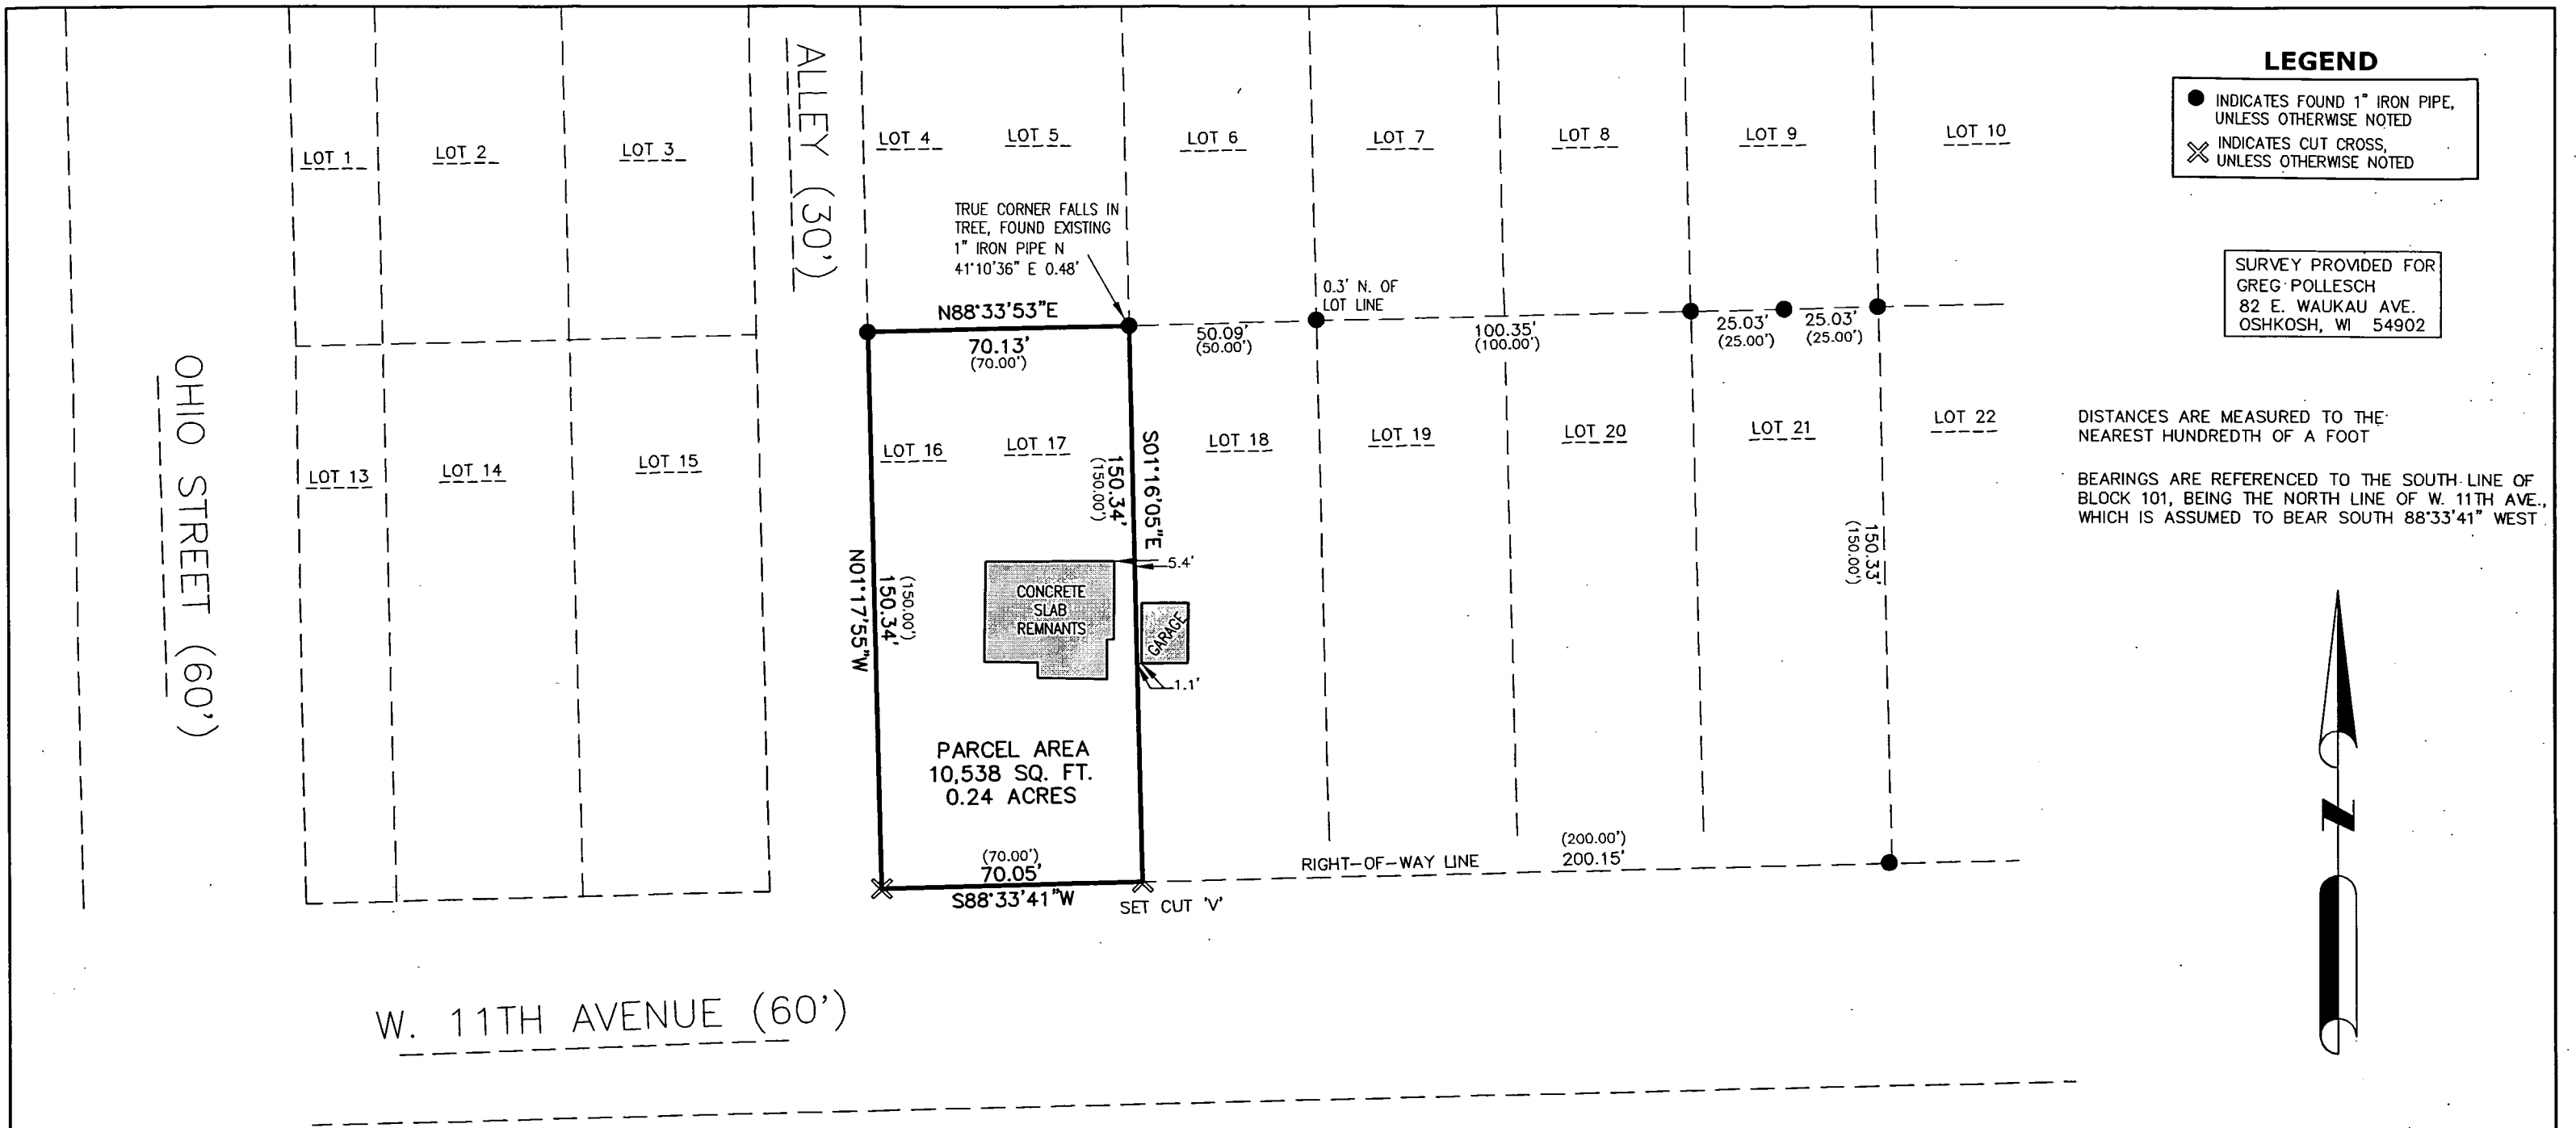 LEGEND
INDICATES FOUND 1" IRON PIPE,
UNLESS OTHERWISE NOTED
INDICATES CUT CROSS,
UNLESS OTHERWISE NOTED
SURVEY PROVIDED FOR
GREG POLLESCH
82 E. WAUKAU AVE.
OSHKOSH, WI 54902
DISTANCES ARE MEASURED TO THE
NEAREST HUNDREDTH OF A FOOT
BEARINGS ARE REFERENCED TO THE SOUTH LINE OF
BLOCK 101, BEING THE NORTH LINE OF W. 11TH AVE.,
WHICH IS ASSUMED TO BEAR SOUTH 88°33'41" WEST
N
OHIO STREET (60')
ALLEY (30')
LOT 1
LOT 2
LOT 3
LOT 4
LOT 5
LOT 6
LOT 7
LOT 8
LOT 9
LOT 10
TRUE CORNER FALLS IN
TREE, FOUND EXISTING
1" IRON PIPE N
41°10'36" E 0.48'
0.3' N. OF
LOT LINE
N88°33'53"E
70.13'
(70.00')
50.09'
(50.00')
100.35'
(100.00')
25.03'
(25.00')
25.03'
(25.00')
LOT 13
LOT 14
LOT 15
LOT 16
LOT 17
LOT 18
LOT 19
LOT 20
LOT 21
LOT 22
S01°16'05"E
150.34'
(150.00')
N01°17'55"W
150.34'
(150.00')
150.33'
(150.00')
CONCRETE
SLAB
REMNANTS
5.4'
GARAGE
1.1'
PARCEL AREA
10,538 SQ. FT.
0.24 ACRES
(70.00')
70.05'
S88°33'41"W
SET CUT 'V'
RIGHT-OF-WAY LINE
(200.00')
200.15'
W. 11TH AVENUE (60')